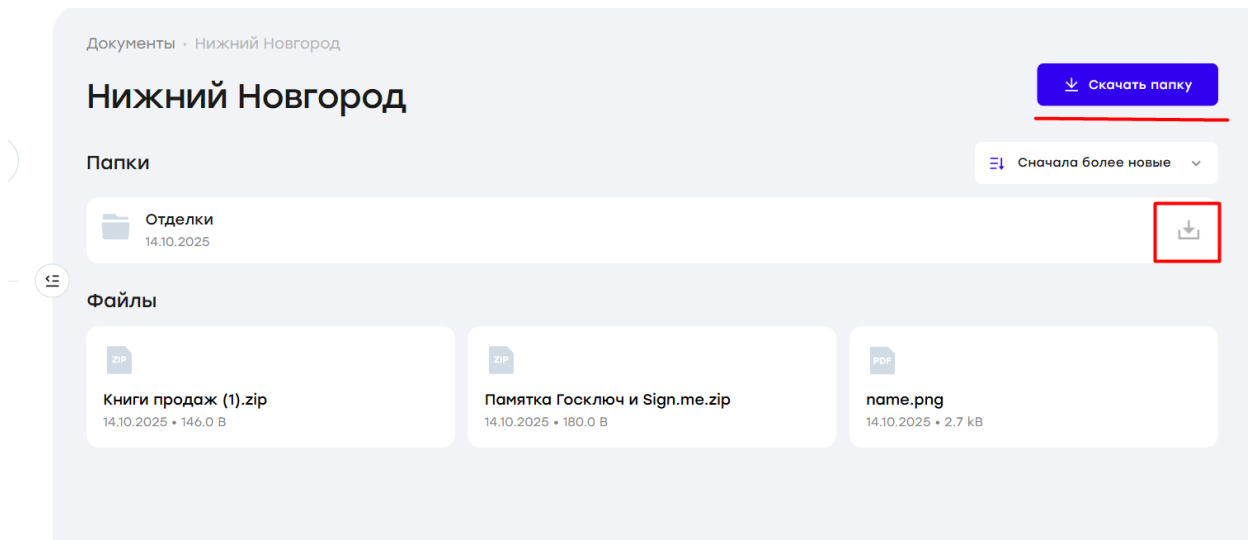 Документы • Нижний Новгород
Нижний Новгород
Скачать папку
Папки
Сначала более новые
Отделки
14.10.2025
Файлы
ZIP
Книги продаж (1).zip
14.10.2025 • 146.0 B
ZIP
Памятка Госключ и Sign.me.zip
14.10.2025 • 180.0 B
PDF
name.png
14.10.2025 • 2.7 kB